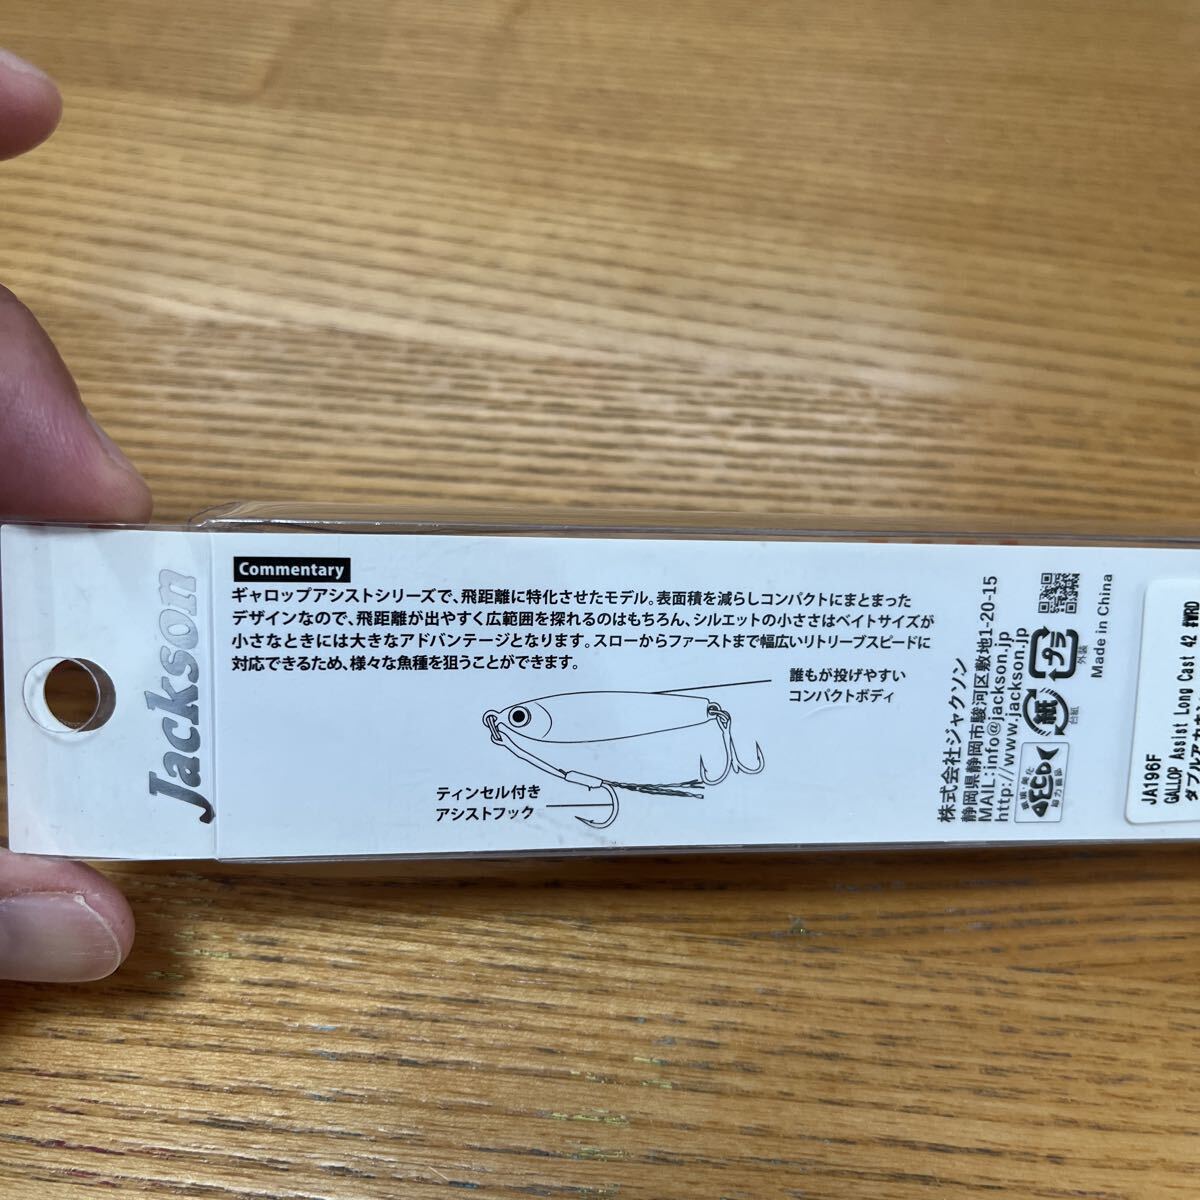 Jackson
Commentary
ギャロップアシストシリーズで、飛距離に特化させたモデル。表面積を減らしコンパクトにまとまった
デザインなので、飛距離が出やすく広範囲を探れるのはもちろん、シルエットの小ささはベイトサイズが
小さなときには大きなアドバンテージとなります。スローからファーストまで幅広いリトリーブスピードに
対応できるため、様々な魚種を狙うことができます。
誰もが投げやすい
コンパクトボディ
ティンセル付き
アシストフック
株式会社ジャクソン
静岡県静岡市駿河区敷地1-20-15
MAIL:info@jackson.jp
http://www.jackson.jp
プラ
外装
紙
台紙
ECO
Made in China
JA196F
GALLOP Assist Long Cast 42 #WRD